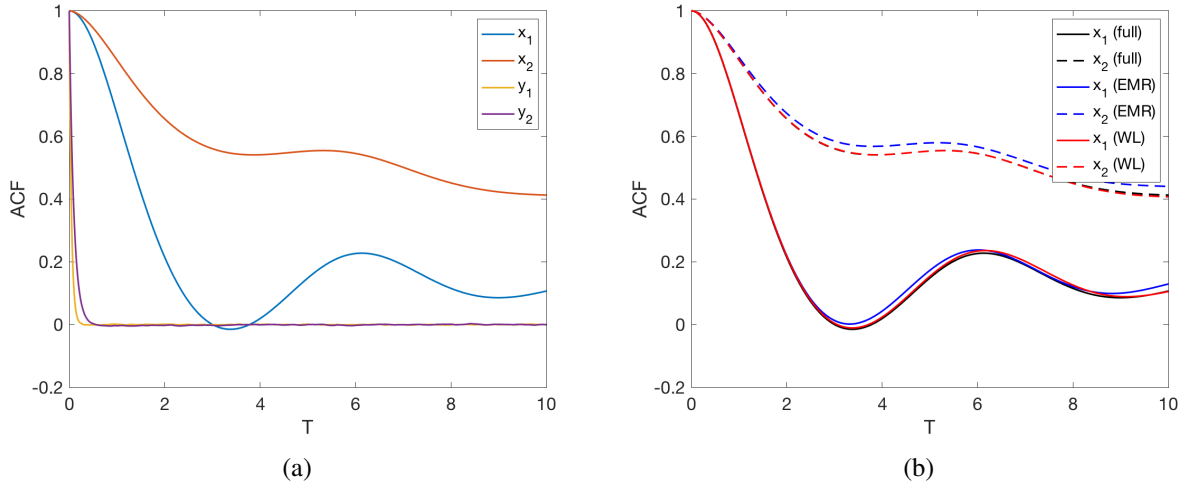 1
0.8
0.6
0.4
0.2
0
-0.2
ACF
0 2 4 6 8 10
T
x1
x2
y1
y2
(a)
1
0.8
0.6
0.4
0.2
0
-0.2
ACF
0 2 4 6 8 10
T
x1 (full)
x2 (full)
x1 (EMR)
x2 (EMR)
x1 (WL)
x2 (WL)
(b)